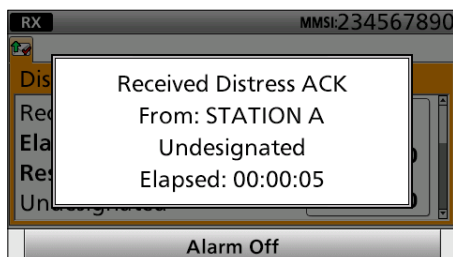 RX
MMSI:234567890
Received Distress ACK
From: STATION A
Undesignated
Elapsed: 00:00:05
Alarm Off